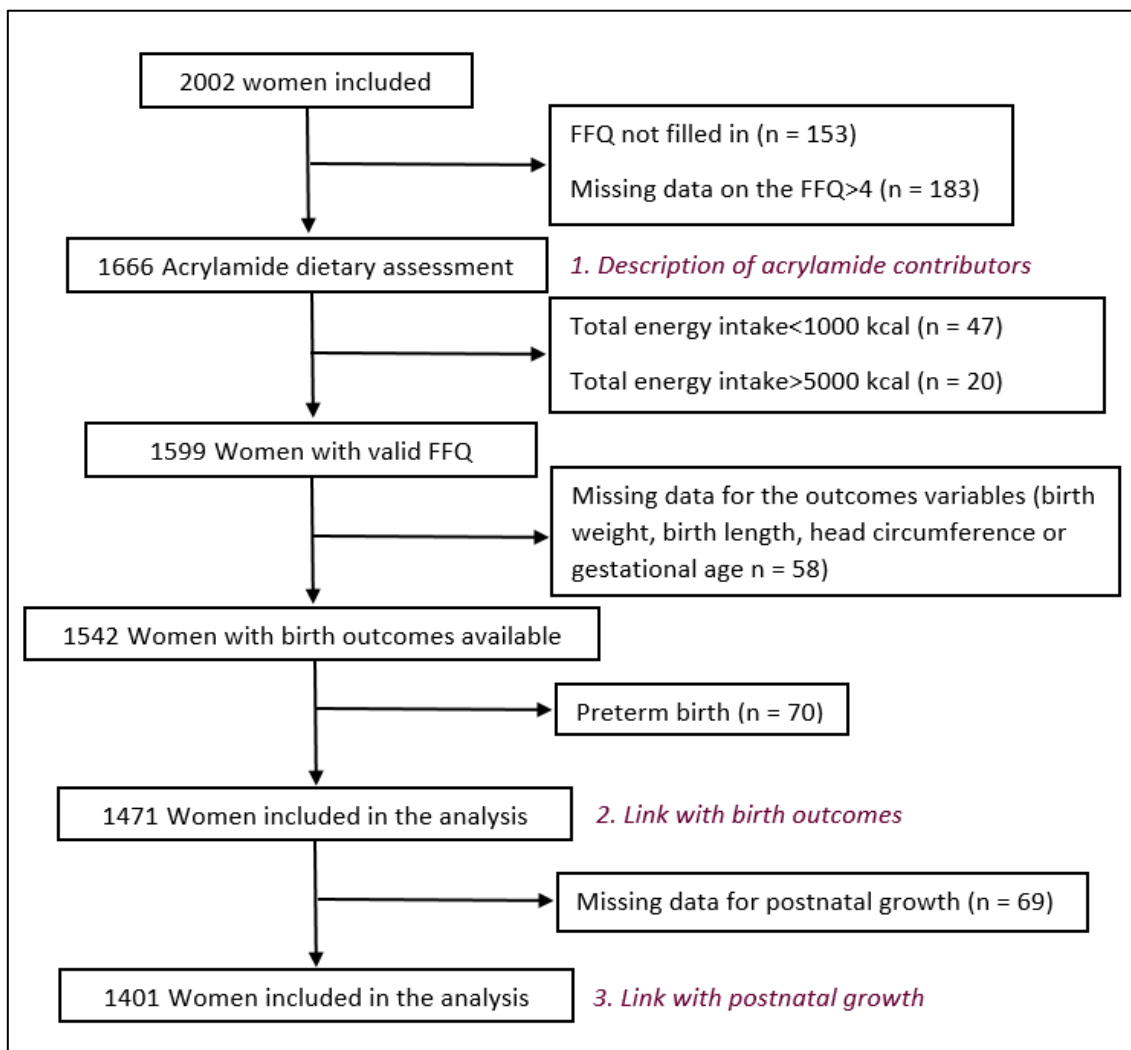 2002 women included
FFQ not filled in (n = 153)
Missing data on the FFQ>4 (n = 183)
1666 Acrylamide dietary assessment
1. Description of acrylamide contributors
Total energy intake<1000 kcal (n = 47)
Total energy intake>5000 kcal (n = 20)
1599 Women with valid FFQ
Missing data for the outcomes variables (birth
weight, birth length, head circumference or
gestational age n = 58)
1542 Women with birth outcomes available
Preterm birth (n = 70)
1471 Women included in the analysis
2. Link with birth outcomes
Missing data for postnatal growth (n = 69)
1401 Women included in the analysis
3. Link with postnatal growth